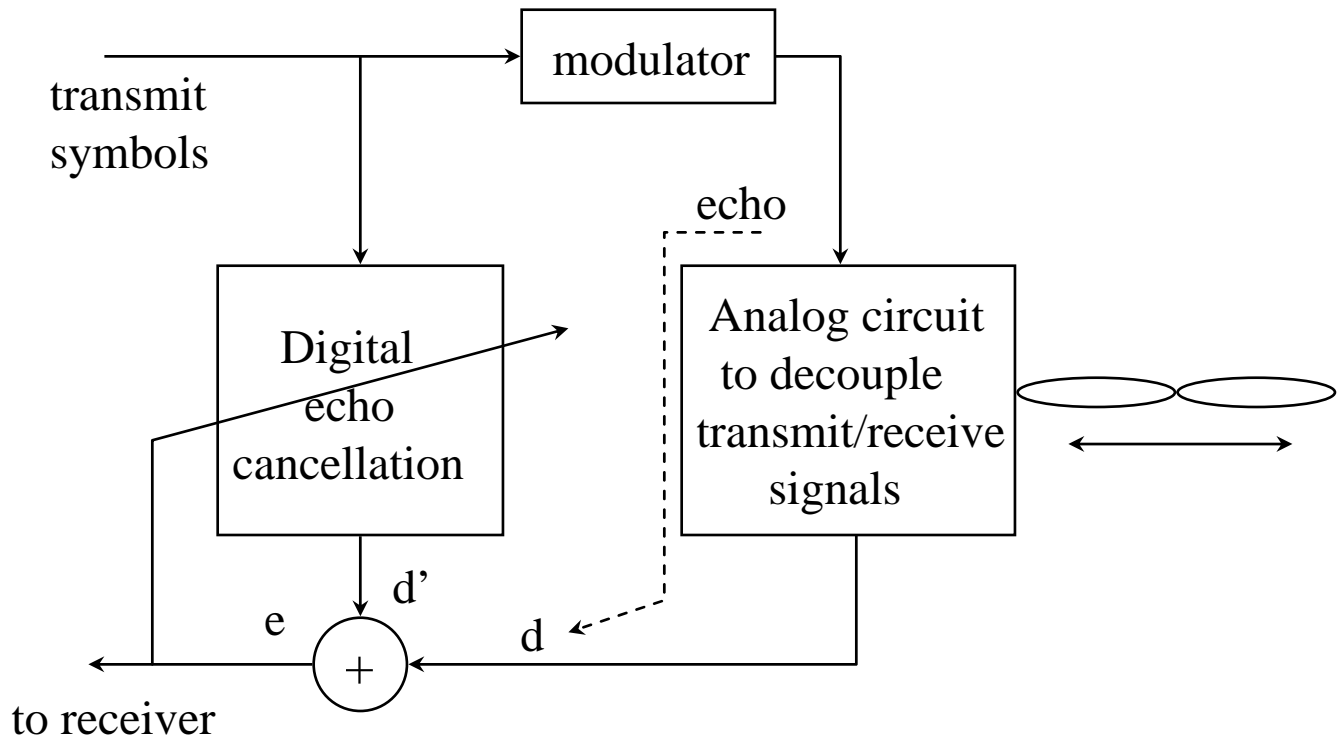 modulator
transmit
symbols
echo
Digital
echo
cancellation
Analog circuit
to decouple
transmit/receive
signals
d’
e
d
+
to receiver